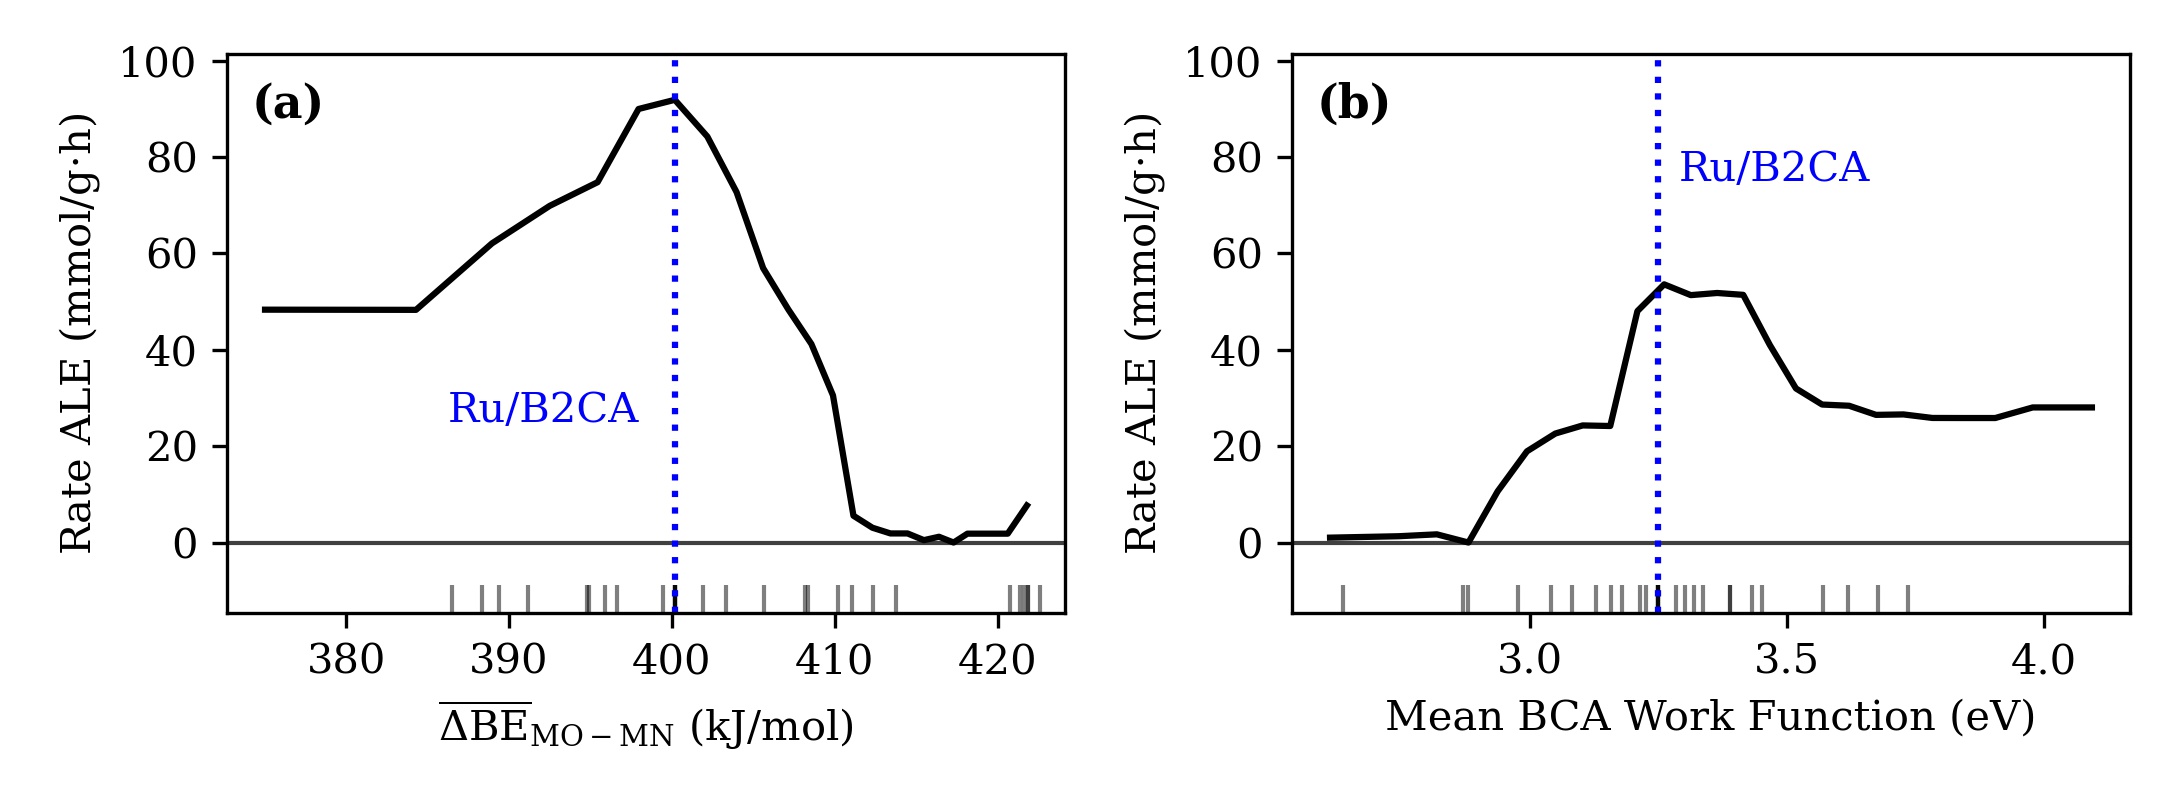 (a)
Rate ALE (mmol/g·h)
100
80
60
40
20
0
Ru/B2CA
380 390 400 410 420
ΔBE MO − MN (kJ/mol)
(b)
Rate ALE (mmol/g·h)
100
80
60
40
20
0
Ru/B2CA
3.0 3.5 4.0
Mean BCA Work Function (eV)